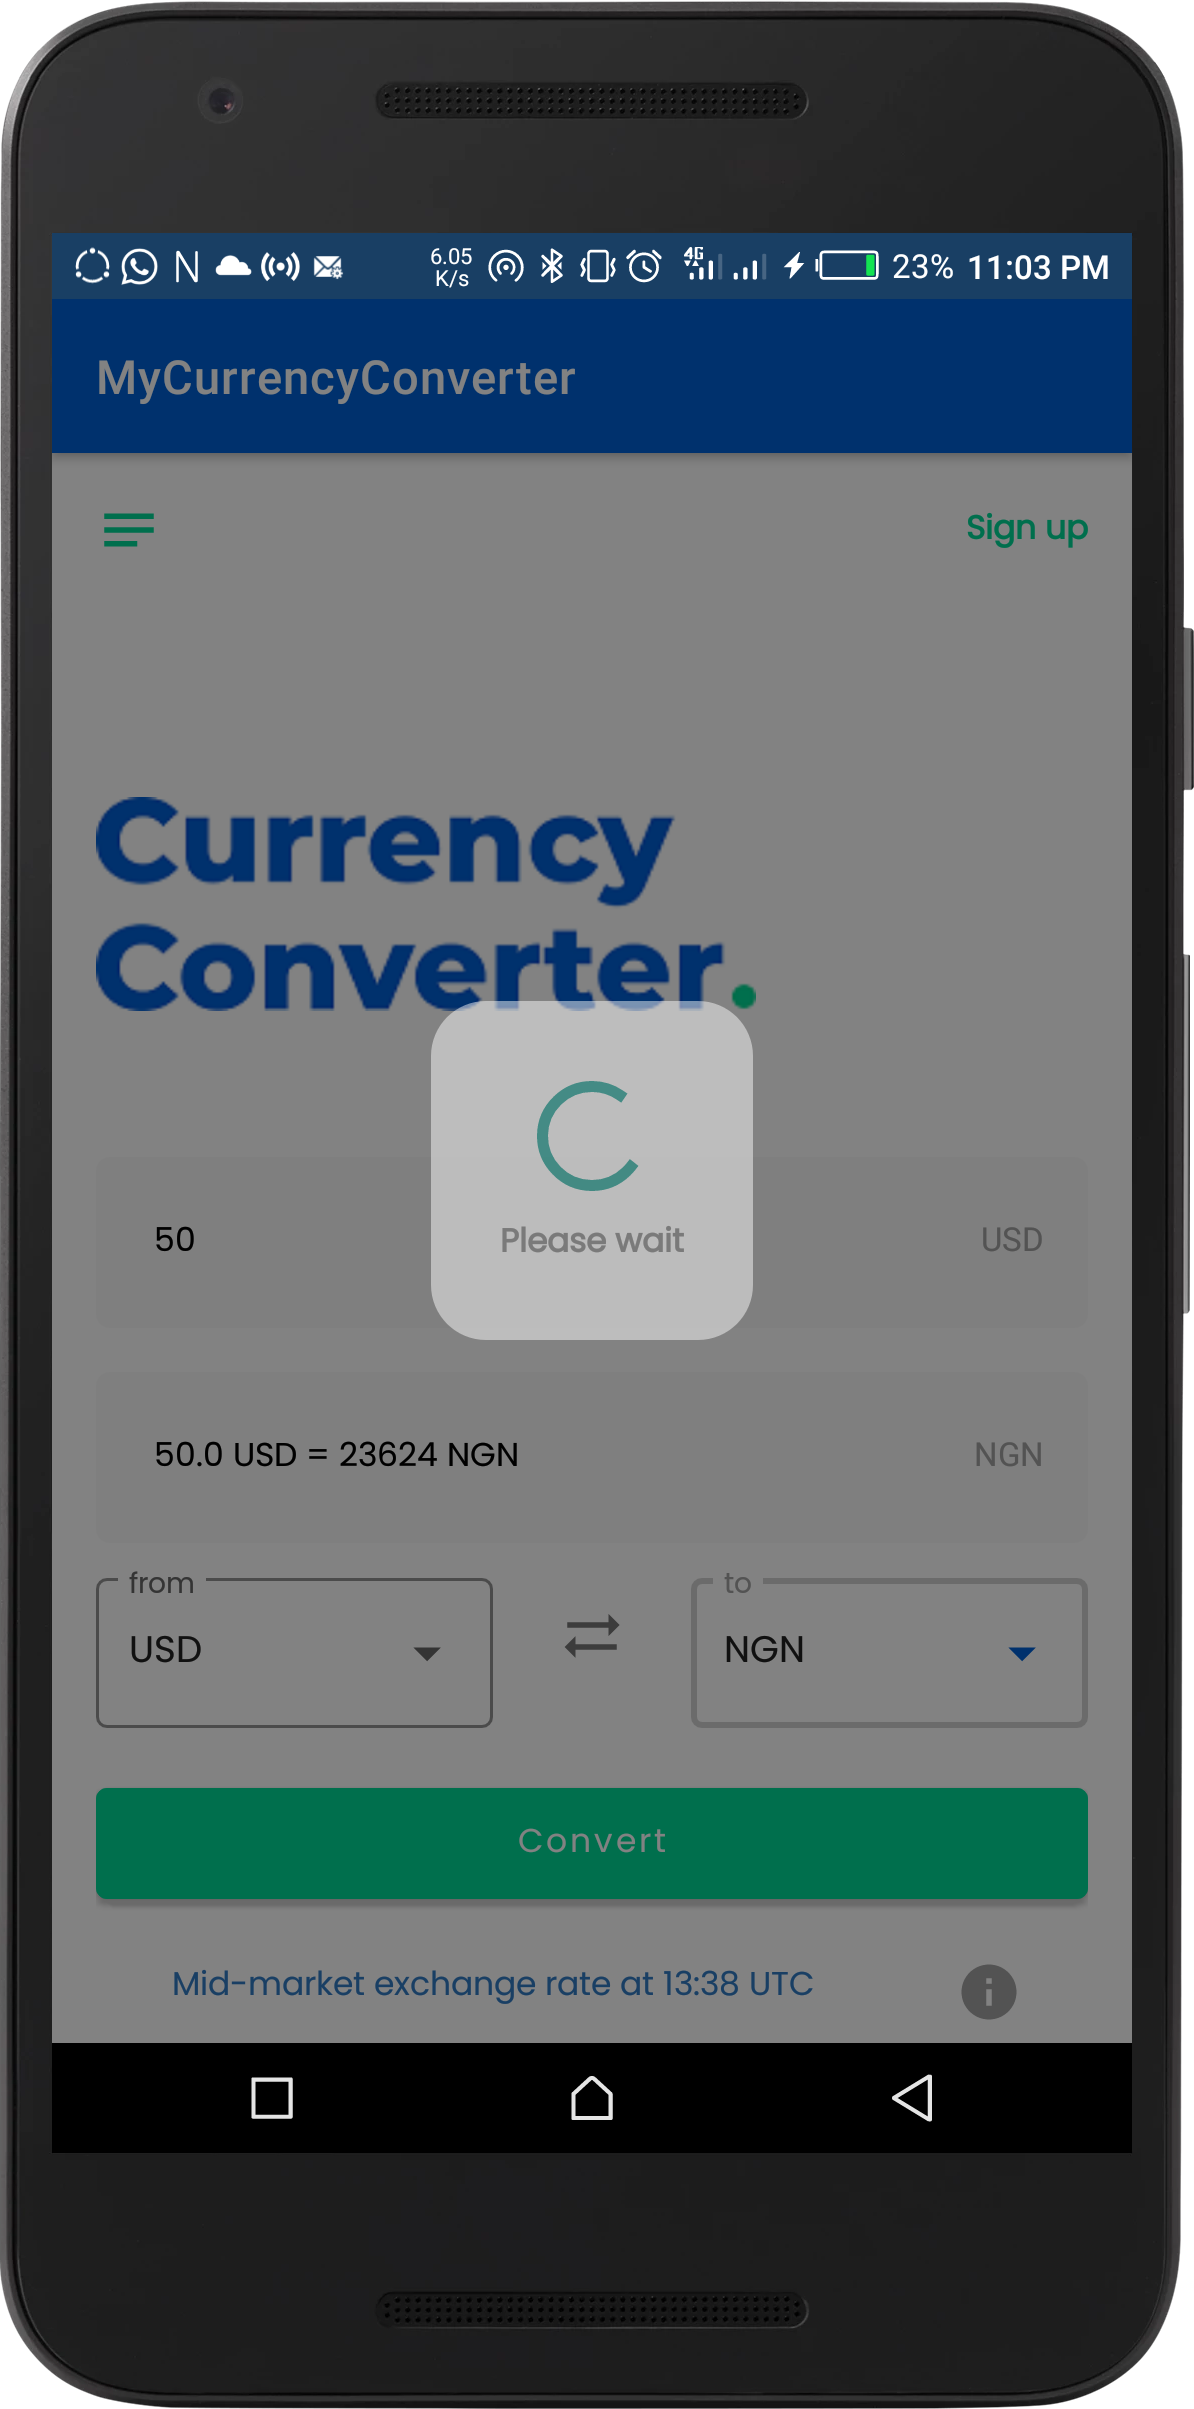 6.05 K/s 4G 23% 11:03 PM
MyCurrencyConverter
Sign up
Currency
Converter.
Please wait
50 USD
50.0 USD = 23624 NGN NGN
from to
USD NGN
Convert
Mid-market exchange rate at 13:38 UTC